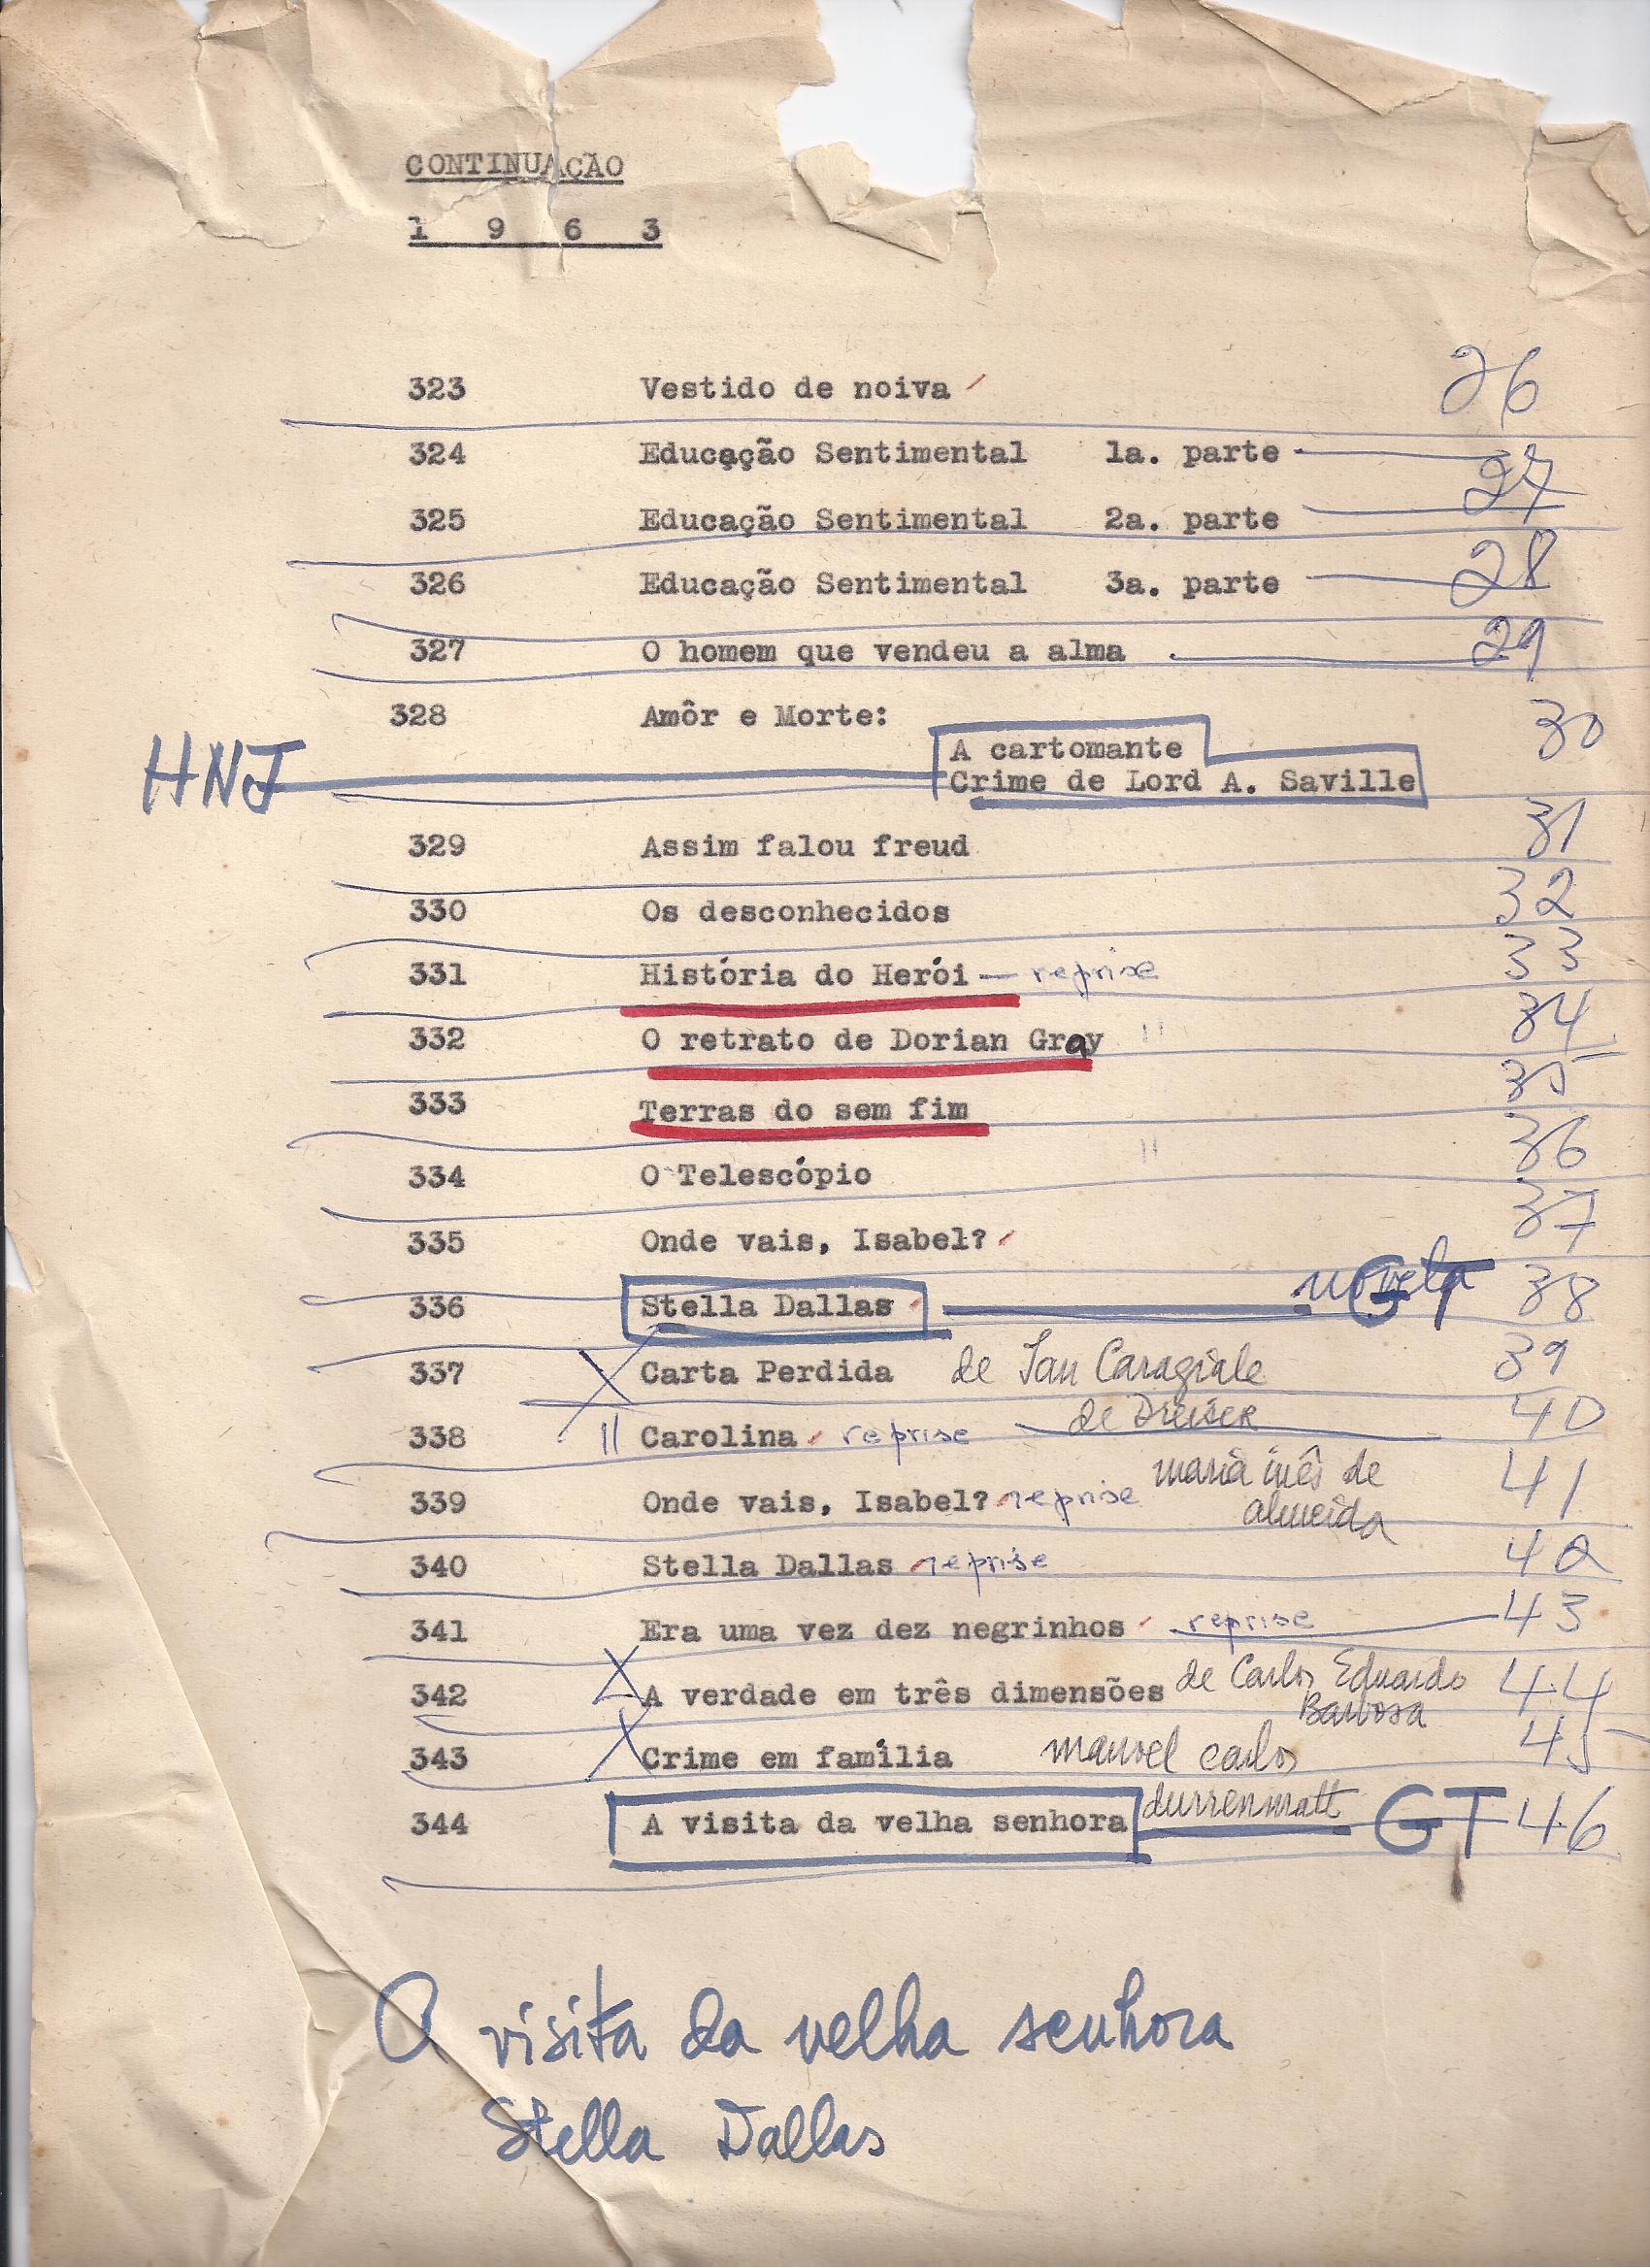 CONTINUAÇÃO
1 9 6 3
323 Vestido de noiva 26
324 Educação Sentimental 1a. parte 27
325 Educação Sentimental 2a. parte
326 Educação Sentimental 3a. parte 28
327 O homem que vendeu a alma 29
328 Amôr e Morte: 30
A cartomante
HNJ Crime de Lord A. Saville
329 Assim falou freud 31
330 Os desconhecidos 32
331 História do Herói — reprise 33
332 O retrato de Dorian Gray " 34
333 Terras do sem fim 35
334 O Telescópio " 36
335 Onde vais, Isabel? 37
336 Stella Dallas novela GT 38
337 X Carta Perdida de Ian Caragiale 39
338 " Carolina reprise de Dreiser 40
339 Onde vais, Isabel? reprise maria inês de 41
almeida
340 Stella Dallas reprise 42
341 Era uma vez dez negrinhos reprise 43
342 X A verdade em três dimensões de Carlos Eduardo 44
Barbosa
343 X Crime em família manoel carlos 45
344 A visita da velha senhora durrenmatt GT 46
A visita da velha senhora
Stella Dallas